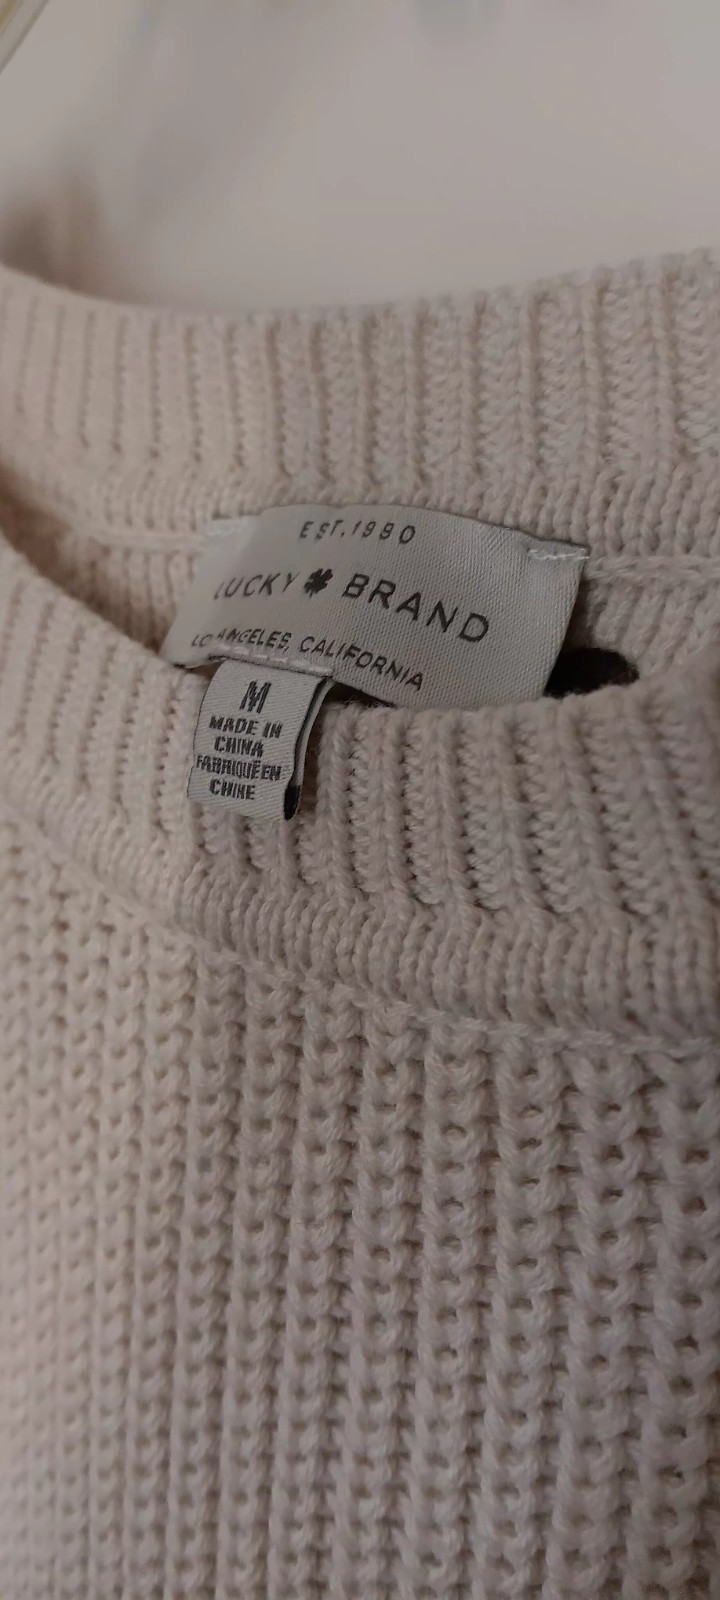 EST. 1990
LUCKY BRAND
LOS ANGELES, CALIFORNIA
M
MADE IN
CHINA
FABRIQUÉ EN
CHINE